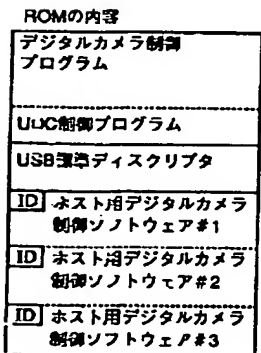 ROMの内容
デジタルカメラ制御
プログラム
UDC制御プログラム
USB標準ディスクリプタ
ID ホスト用デジタルカメラ
制御ソフトウェア#1
ID ホスト用デジタルカメラ
制御ソフトウェア#2
ID ホスト用デジタルカメラ
制御ソフトウェア#3